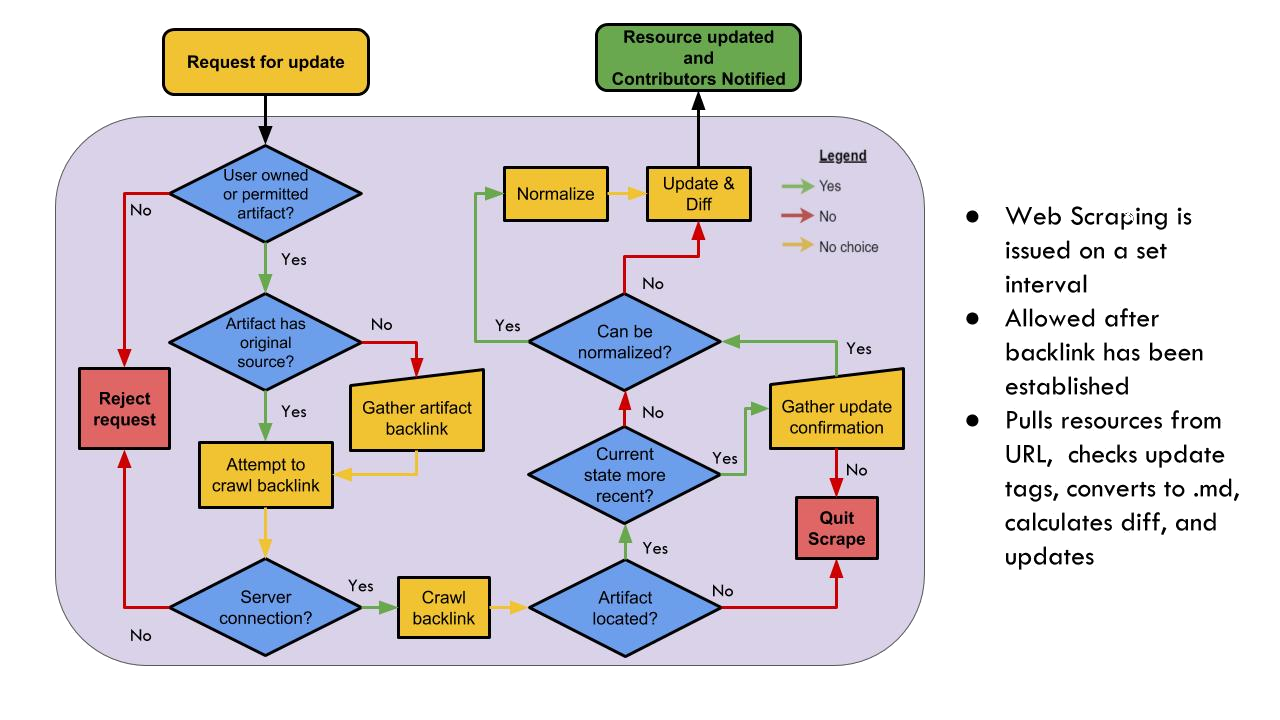 Request for update
Resource updated
and
Contributors Notified
User owned
or permitted
artifact?
No
Yes
Artifact has
original
source?
No
Yes
Reject
request
Gather artifact
backlink
Attempt to
crawl backlink
Server
connection?
No
Yes
Crawl
backlink
Artifact
located?
No
Yes
Quit
Scrape
Current
state more
recent?
Yes
No
Gather update
confirmation
No
Yes
Can be
normalized?
Yes
No
Normalize
Update &
Diff
Legend
Yes
No
No choice
● Web Scraping is
issued on a set
interval
● Allowed after
backlink has been
established
● Pulls resources from
URL,  checks update
tags, converts to .md,
calculates diff, and
updates